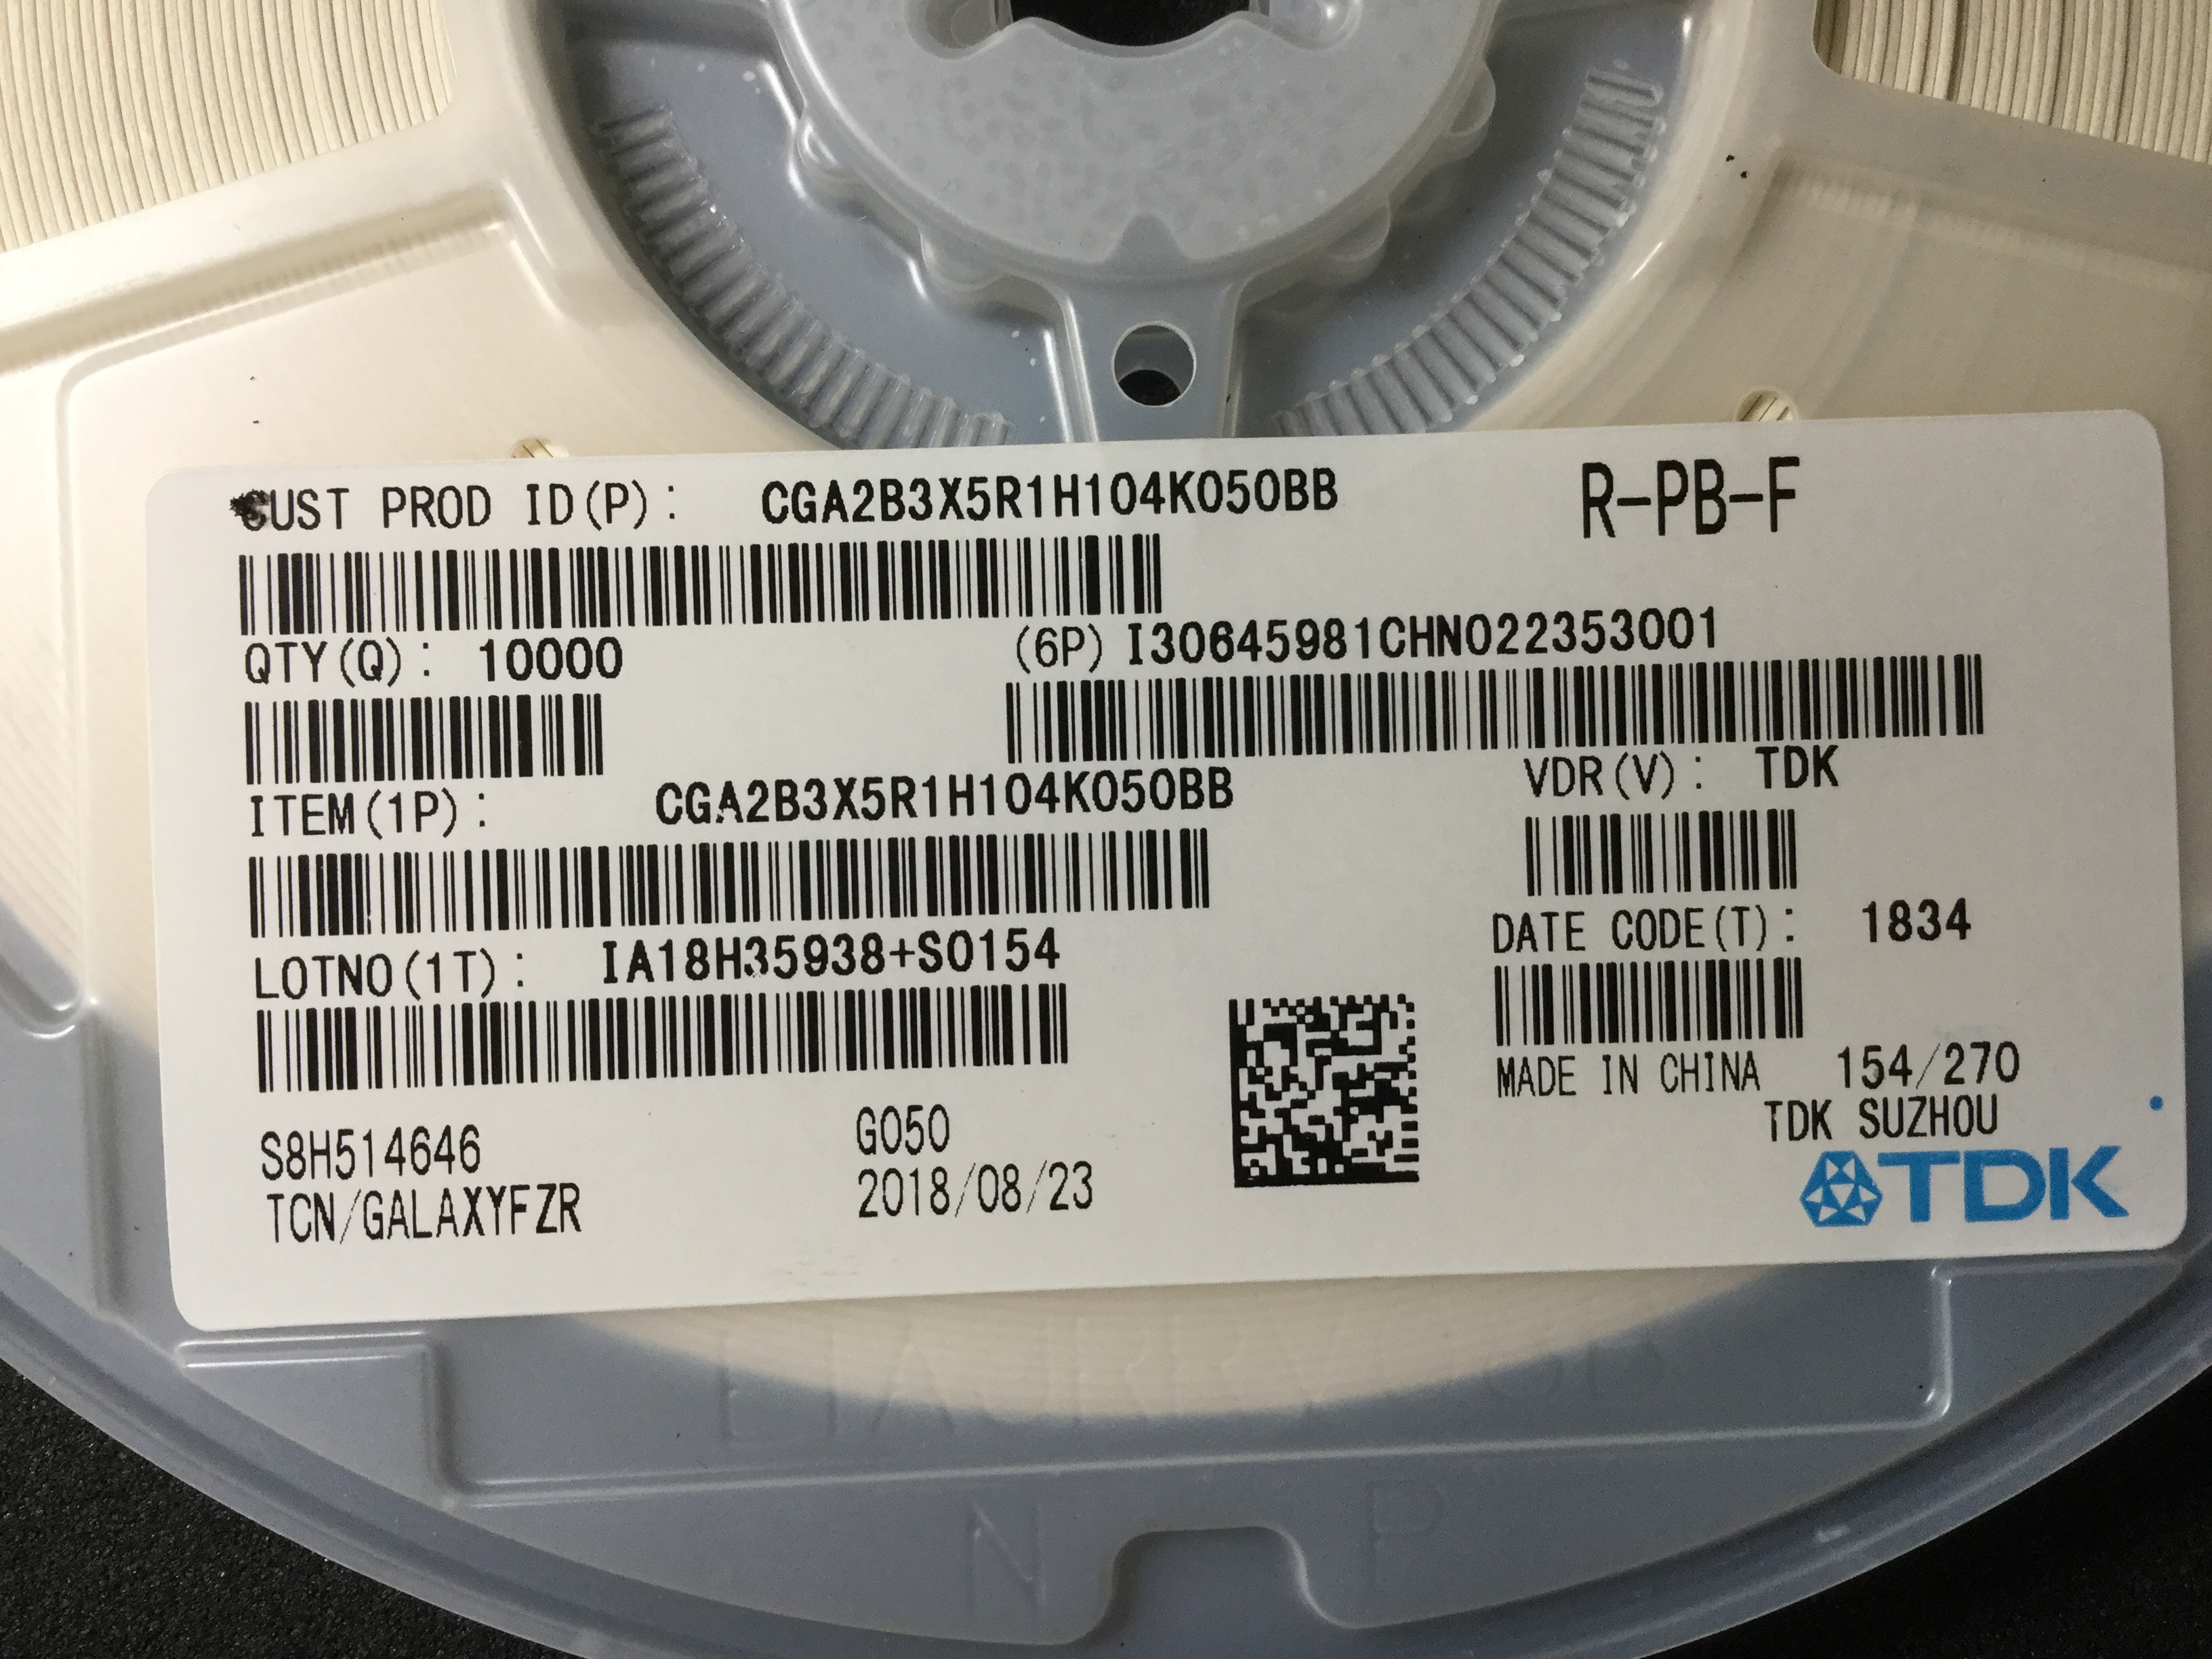 CUST PROD ID(P): CGA2B3X5R1H104K050BB
R-PB-F
QTY(Q): 10000
(6P) I30645981CHN022353001
ITEM(1P): CGA2B3X5R1H104K050BB
VDR(V): TDK
LOTNO(1T): IA18H35938+S0154
DATE CODE(T): 1834
MADE IN CHINA 154/270
TDK SUZHOU
S8H514646 G050
TCN/GALAXYFZR 2018/08/23
TDK
N P